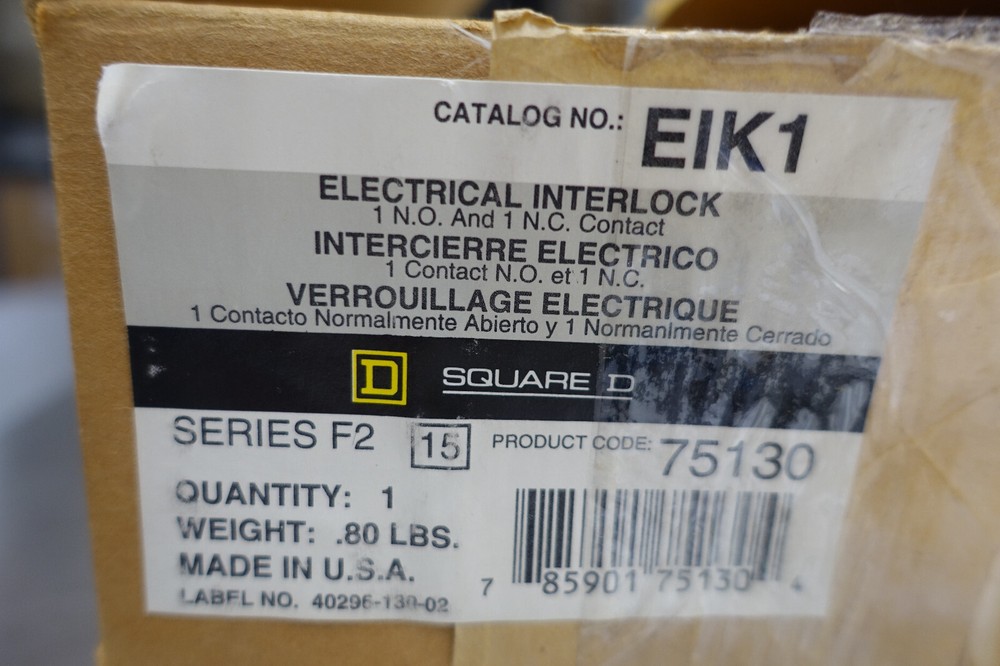 CATALOG NO.: EIK1
ELECTRICAL INTERLOCK
1 N.O. And 1 N.C. Contact
INTERCIERRE ELECTRICO
1 Contact N.O. et 1 N.C.
VERROUILLAGE ELECTRIQUE
1 Contacto Normalmente Abierto y 1 Normanlmente Cerrado
D SQUARE D
SERIES F2 15 PRODUCT CODE: 75130
QUANTITY: 1
WEIGHT: .80 LBS.
MADE IN U.S.A.
LABEL NO. 40296-130-02
7 85901 75130 4